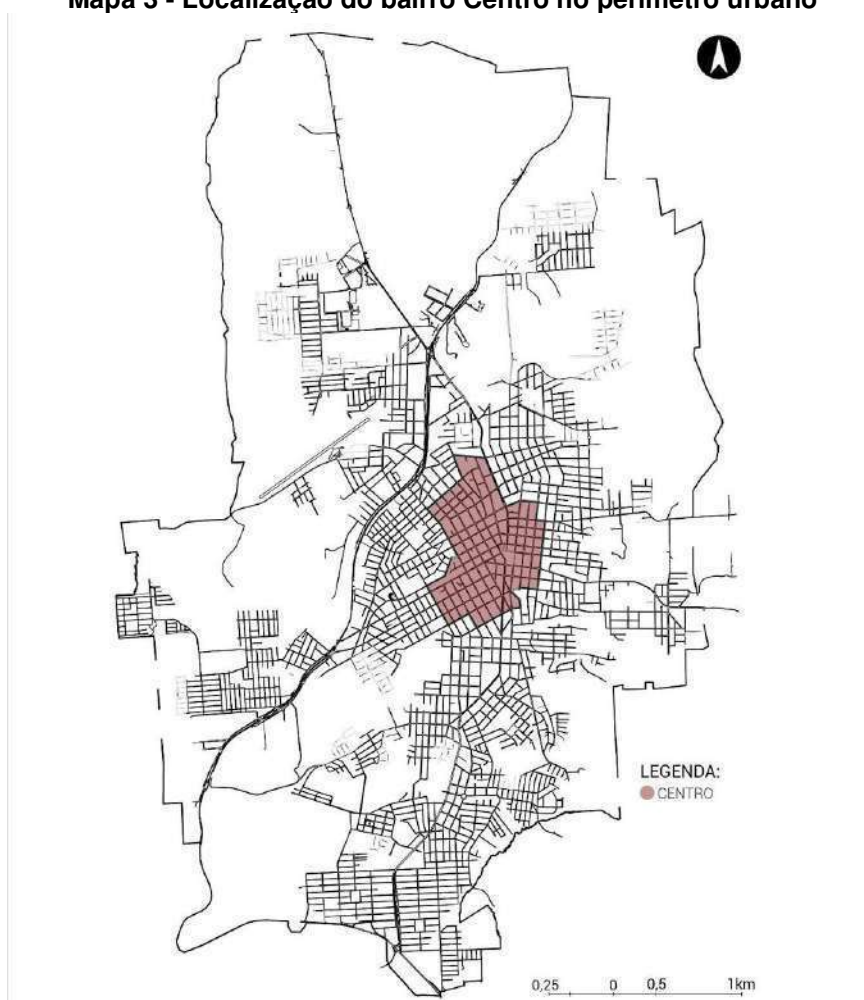 Mapa 3 - Localização do bairro Centro no perímetro urbano
LEGENDA:
CENTRO
0,25 0 0,5 1km